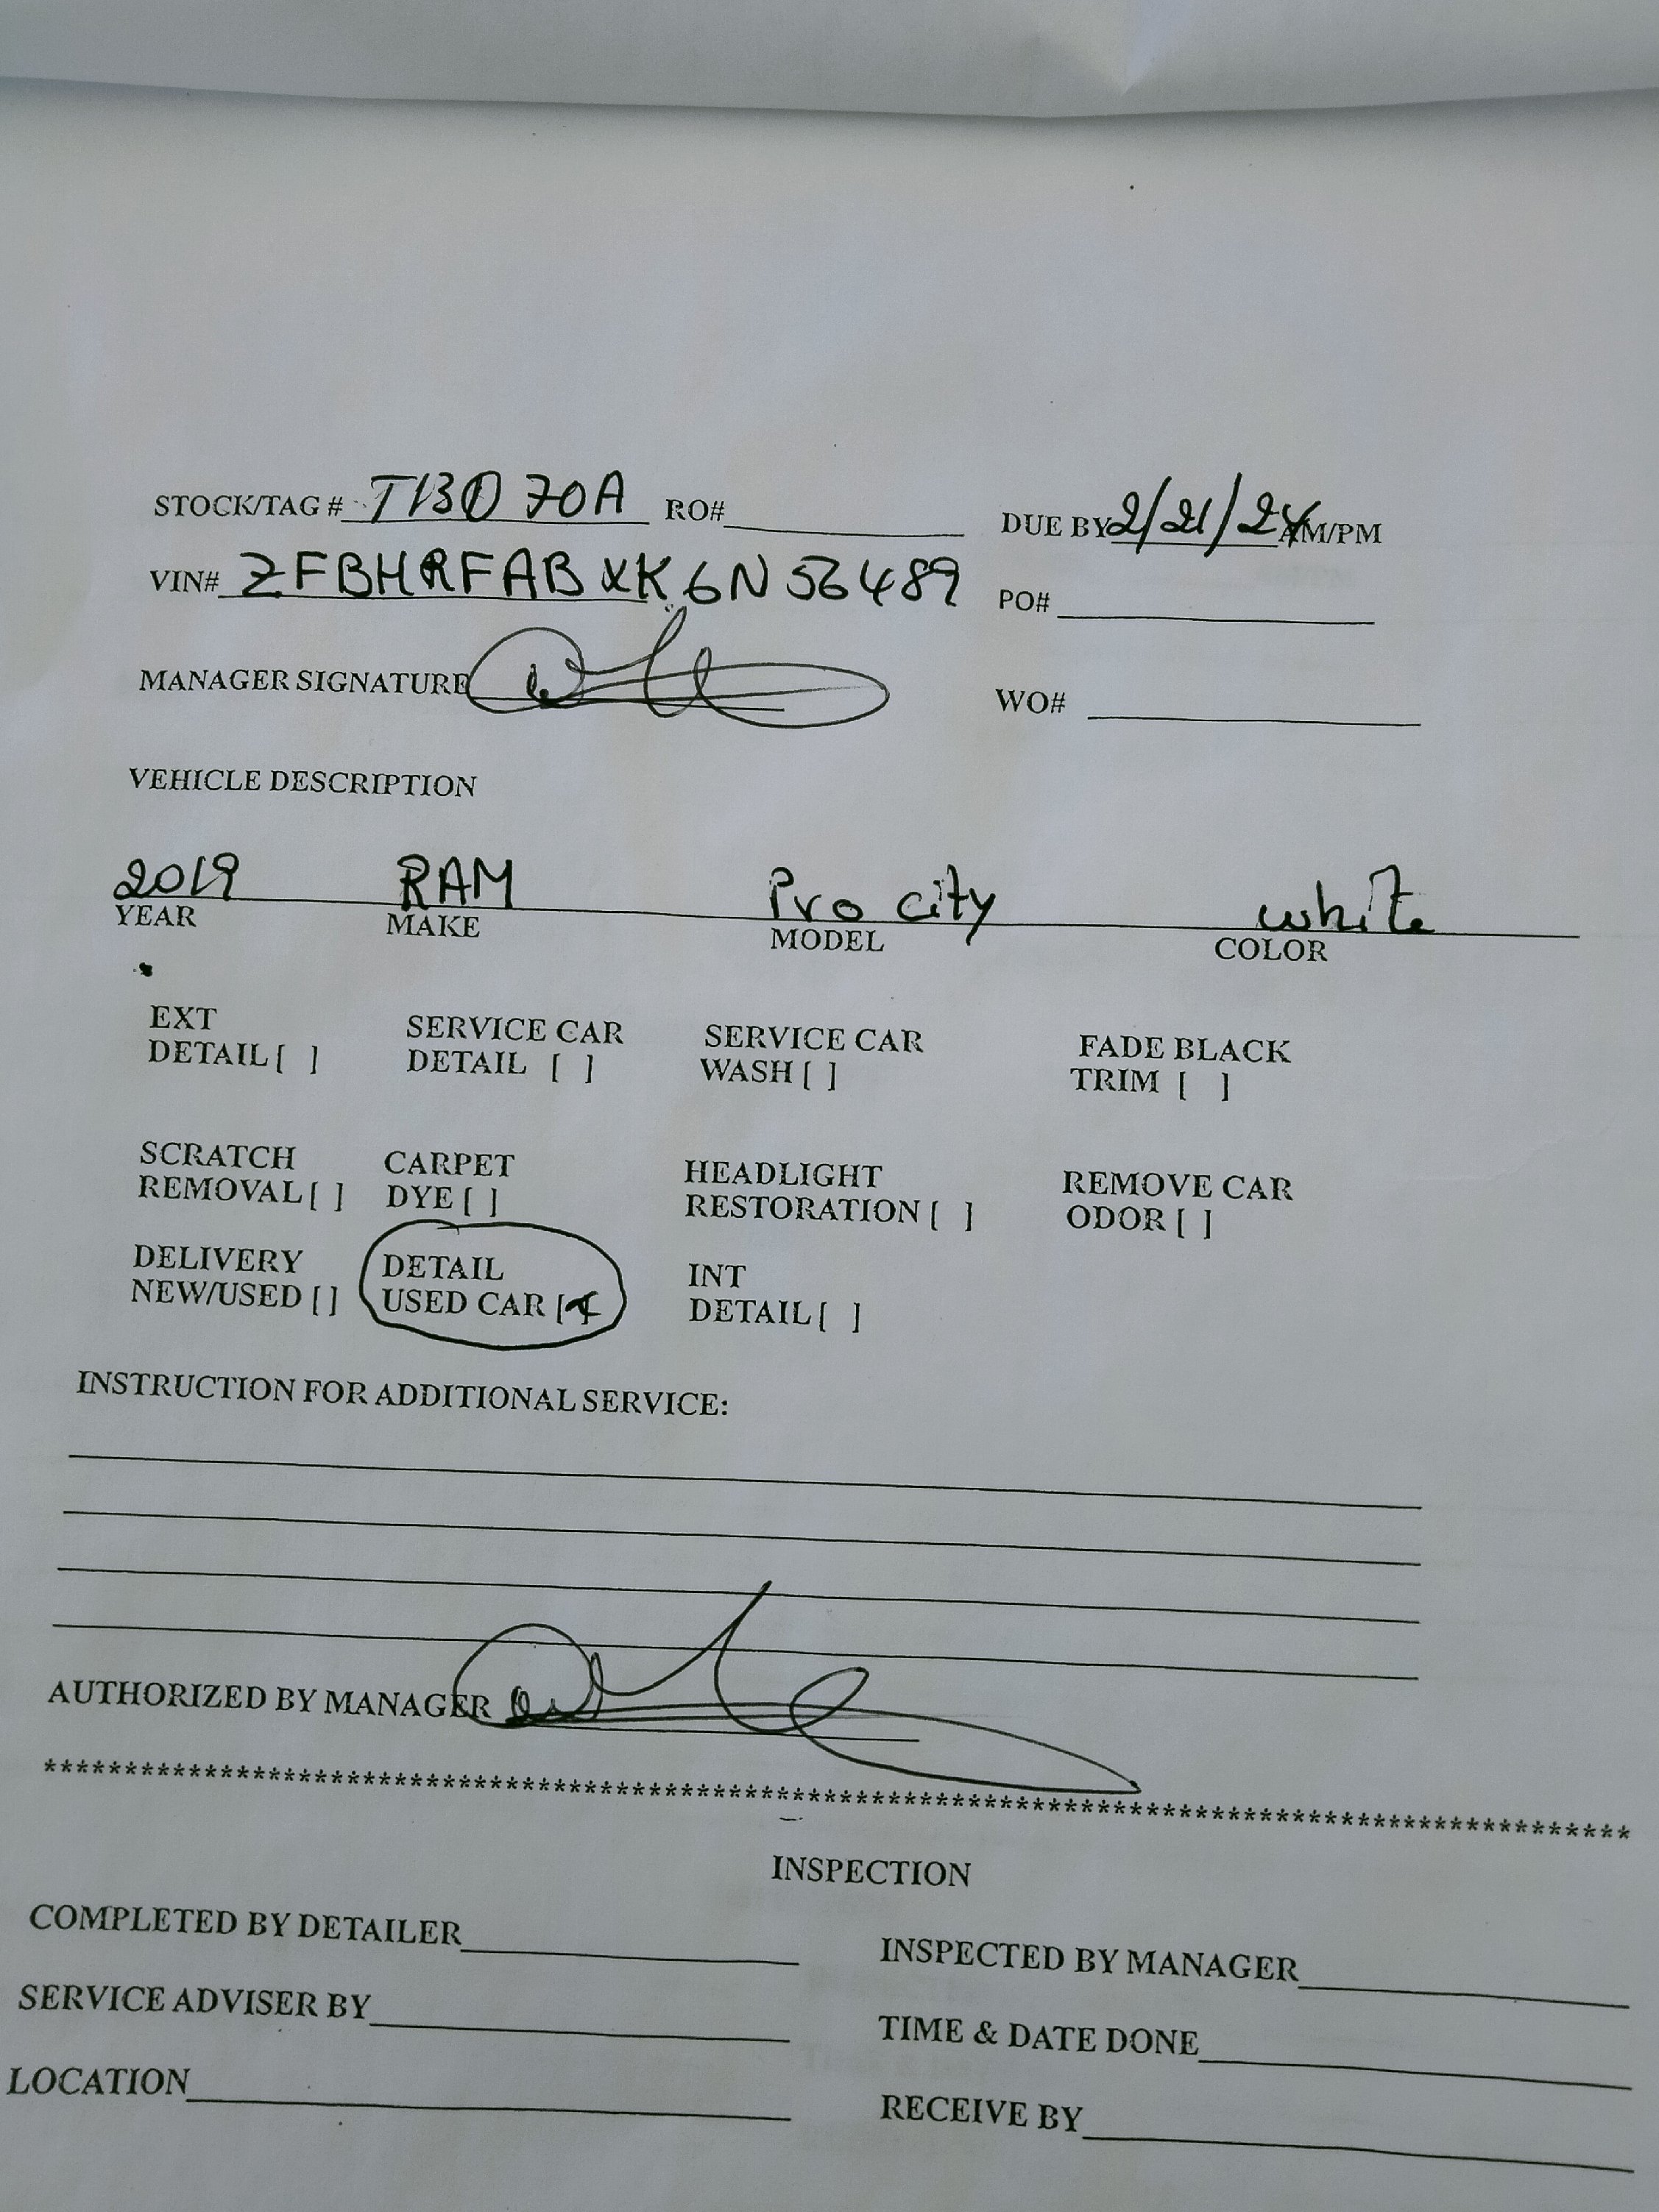 STOCK/TAG # T13070A RO# DUE BY 2/21/24 AM/PM
VIN# ZFBHRFABXK6N56489 PO#
MANAGER SIGNATURE WO#
VEHICLE DESCRIPTION
2019 RAM Pro city white
YEAR MAKE MODEL COLOR
EXT SERVICE CAR SERVICE CAR FADE BLACK
DETAIL [ ] DETAIL [ ] WASH [ ] TRIM [ ]
SCRATCH CARPET HEADLIGHT REMOVE CAR
REMOVAL [ ] DYE [ ] RESTORATION [ ] ODOR [ ]
DELIVERY DETAIL INT
NEW/USED [ ] USED CAR [x DETAIL [ ]
INSTRUCTION FOR ADDITIONAL SERVICE:
AUTHORIZED BY MANAGER
****************************************************************************************************
INSPECTION
COMPLETED BY DETAILER INSPECTED BY MANAGER
SERVICE ADVISER BY TIME & DATE DONE
LOCATION RECEIVE BY